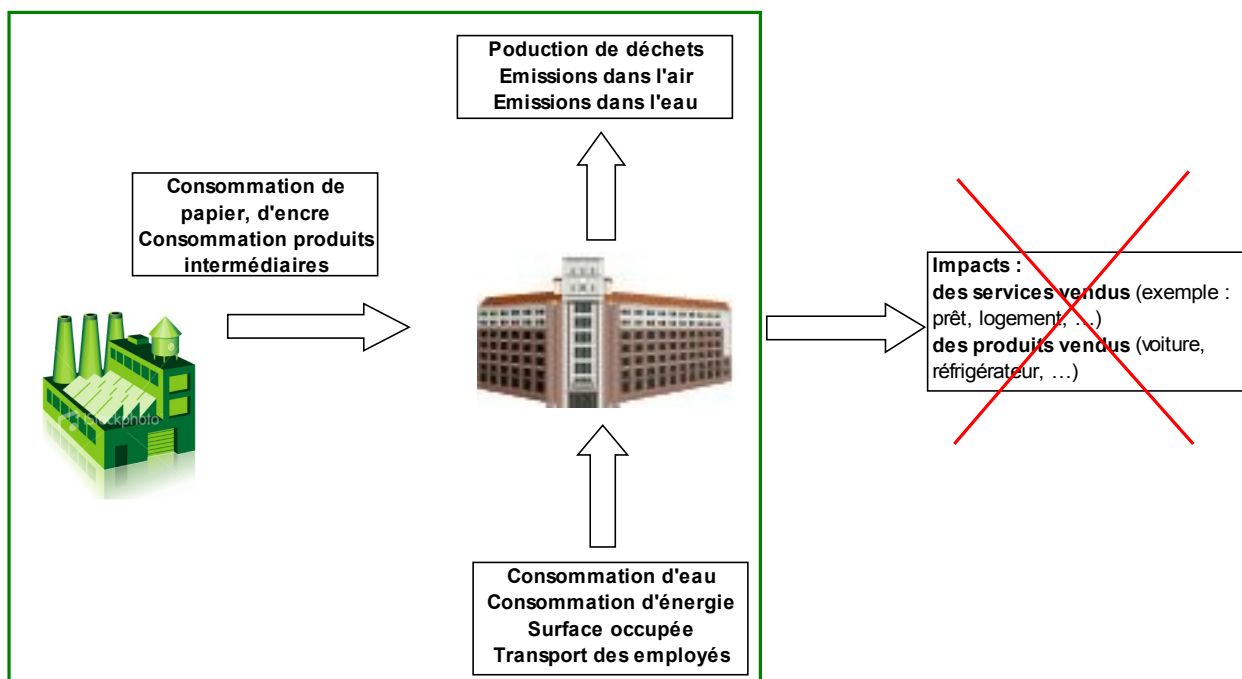 Poduction de déchets
Emissions dans l'air
Emissions dans l'eau
Consommation de
papier, d'encre
Consommation produits
intermédiaires
iStockphoto
Impacts :
des services vendus (exemple :
prêt, logement, …)
des produits vendus (voiture,
réfrigérateur, …)
Consommation d'eau
Consommation d'énergie
Surface occupée
Transport des employés